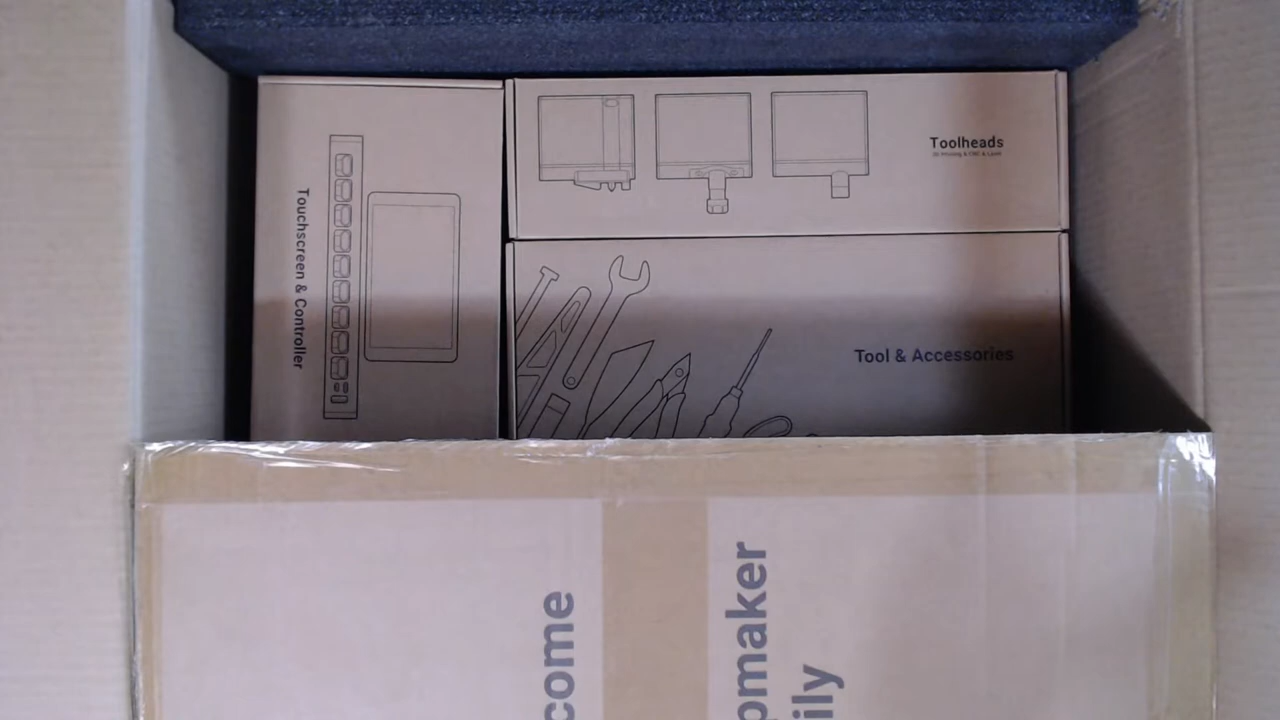 Toolheads
3D Printing & CNC & Laser
Touchscreen & Controller
Tool & Accessories
come
pmaker
ily